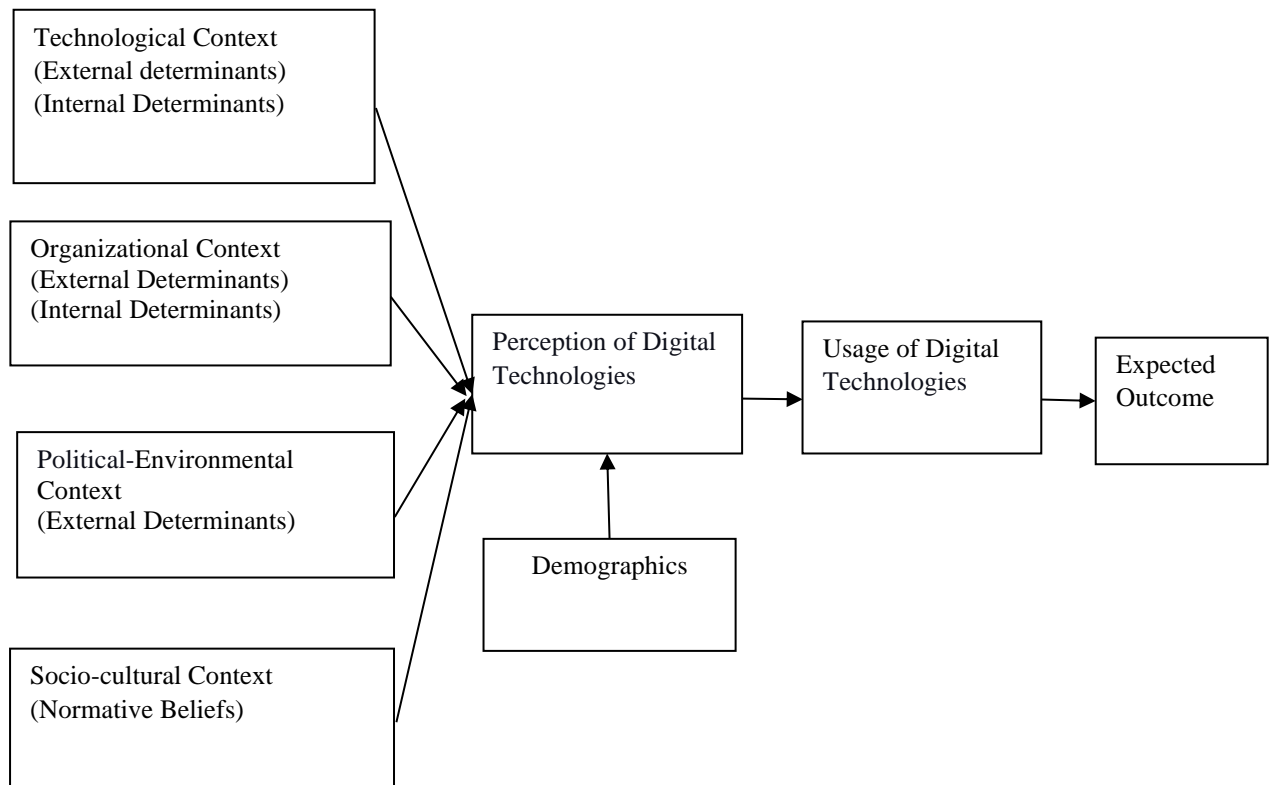 Technological Context
(External determinants)
(Internal Determinants)
Organizational Context
(External Determinants)
(Internal Determinants)
Political-Environmental
Context
(External Determinants)
Socio-cultural Context
(Normative Beliefs)
Perception of Digital
Technologies
Demographics
Usage of Digital
Technologies
Expected
Outcome